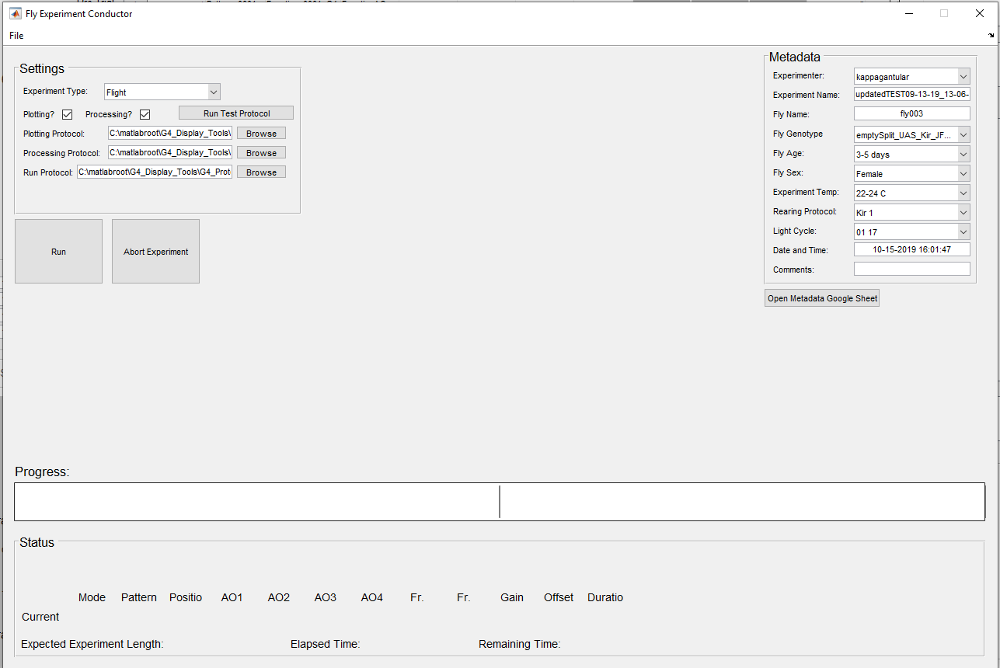 Fly Experiment Conductor
File
Settings
Experiment Type: Flight
Plotting? Processing? Run Test Protocol
Plotting Protocol: C:\matlabroot\G4_Display_Tools\ Browse
Processing Protocol: C:\matlabroot\G4_Display_Tools\ Browse
Run Protocol: C:\matlabroot\G4_Display_Tools\G4_Prot Browse
Run Abort Experiment
Metadata
Experimenter: kappagantular
Experiment Name: updatedTEST09-13-19_13-06-
Fly Name: fly003
Fly Genotype emptySplit_UAS_Kir_JF...
Fly Age: 3-5 days
Fly Sex: Female
Experiment Temp: 22-24 C
Rearing Protocol: Kir 1
Light Cycle: 01 17
Date and Time: 10-15-2019 16:01:47
Comments:
Open Metadata Google Sheet
Progress:
Status
Mode Pattern Positio AO1 AO2 AO3 AO4 Fr. Fr. Gain Offset Duratio
Current
Expected Experiment Length: Elapsed Time: Remaining Time: